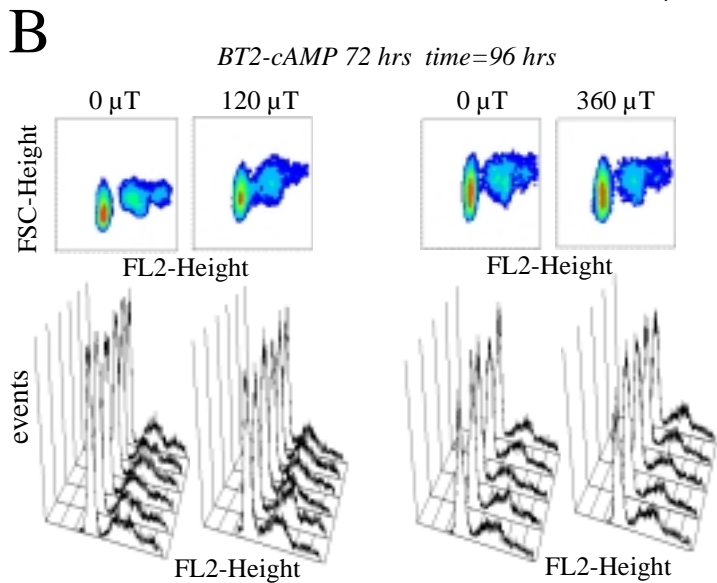 B
BT2-cAMP 72 hrs time=96 hrs
0 µT
120 µT
0 µT
360 µT
FSC-Height
FL2-Height
FL2-Height
events
FL2-Height
FL2-Height